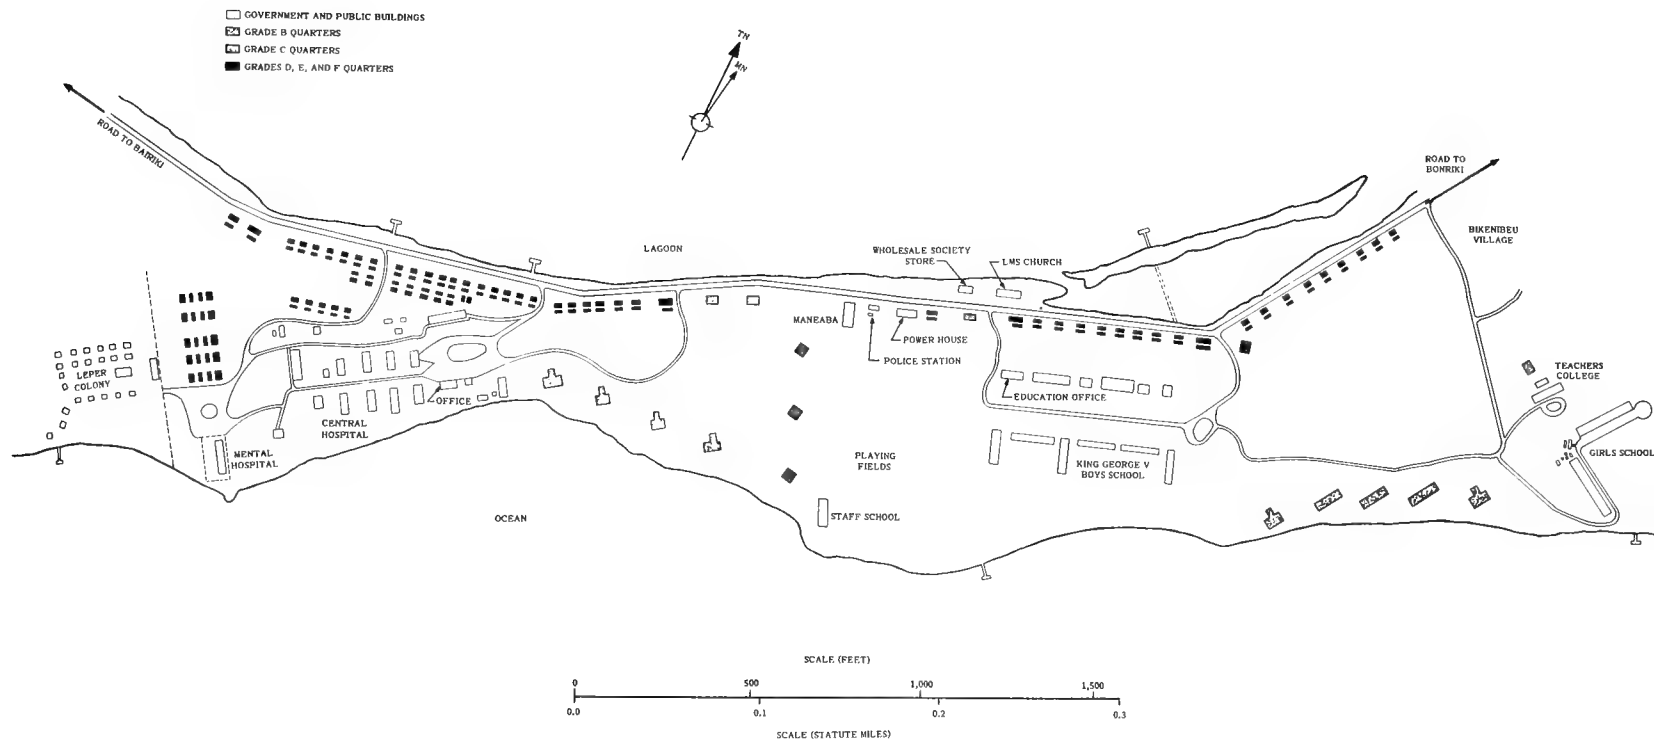 GOVERNMENT AND PUBLIC BUILDINGS
GRADE B QUARTERS
GRADE C QUARTERS
GRADES D, E, AND F QUARTERS
TN
MN
ROAD TO BAIRIKI
ROAD TO
BONRIKI
BIKENIBEU
VILLAGE
LAGOON
WHOLESALE SOCIETY
STORE
LMS CHURCH
MANEABA
POWER HOUSE
POLICE STATION
LEPER
COLONY
OFFICE
CENTRAL
HOSPITAL
MENTAL
HOSPITAL
EDUCATION OFFICE
TEACHERS
COLLEGE
GIRLS SCHOOL
PLAYING
FIELDS
KING GEORGE V
BOYS SCHOOL
STAFF SCHOOL
OCEAN
SCALE (FEET)
0 500 1,000 1,500
0.0 0.1 0.2 0.3
SCALE (STATUTE MILES)